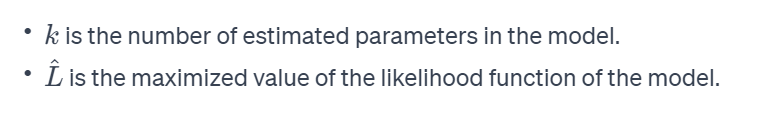 • k is the number of estimated parameters in the model.
• L̂ is the maximized value of the likelihood function of the model.